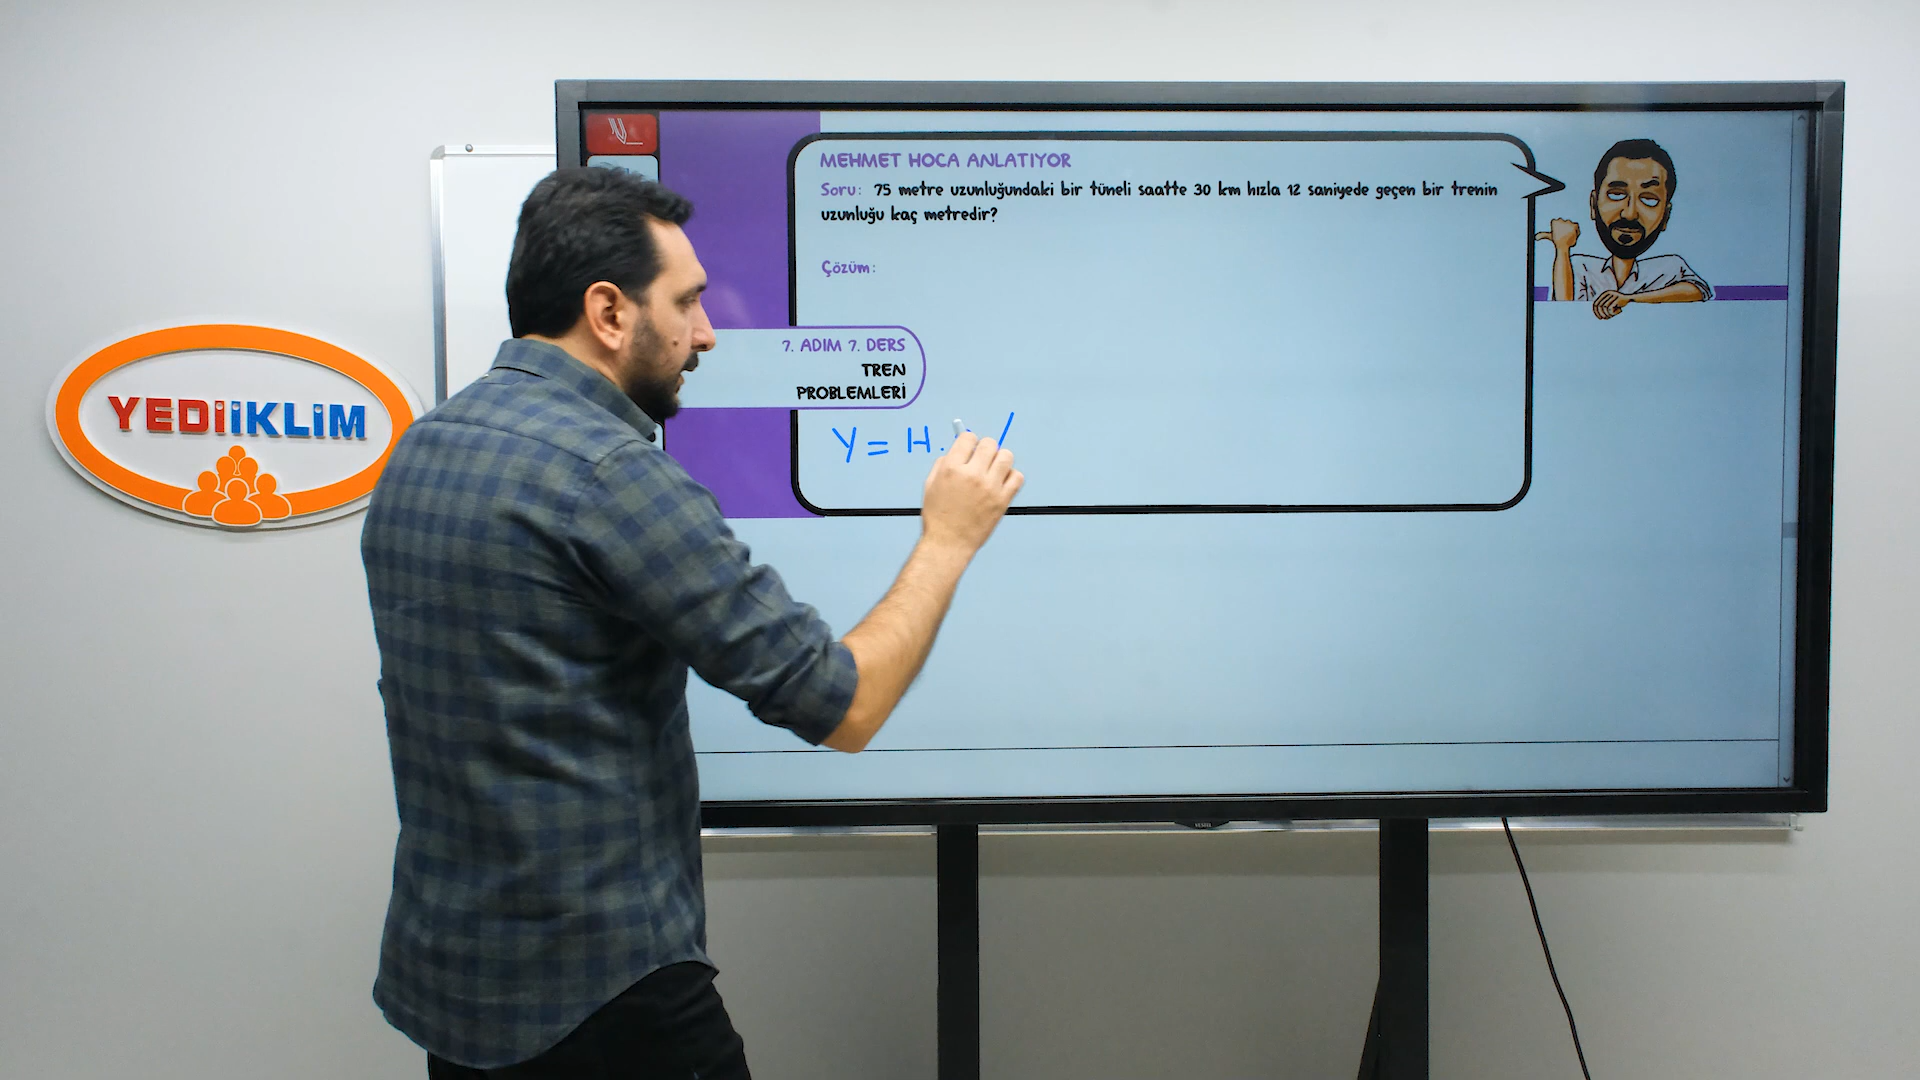 YEDİİKLİM
MEHMET HOCA ANLATIYOR
Soru: 75 metre uzunluğundaki bir tüneli saatte 30 km hızla 12 saniyede geçen bir trenin
uzunluğu kaç metredir?
Çözüm:
7. ADIM 7. DERS
TREN
PROBLEMLERİ
Y = H.